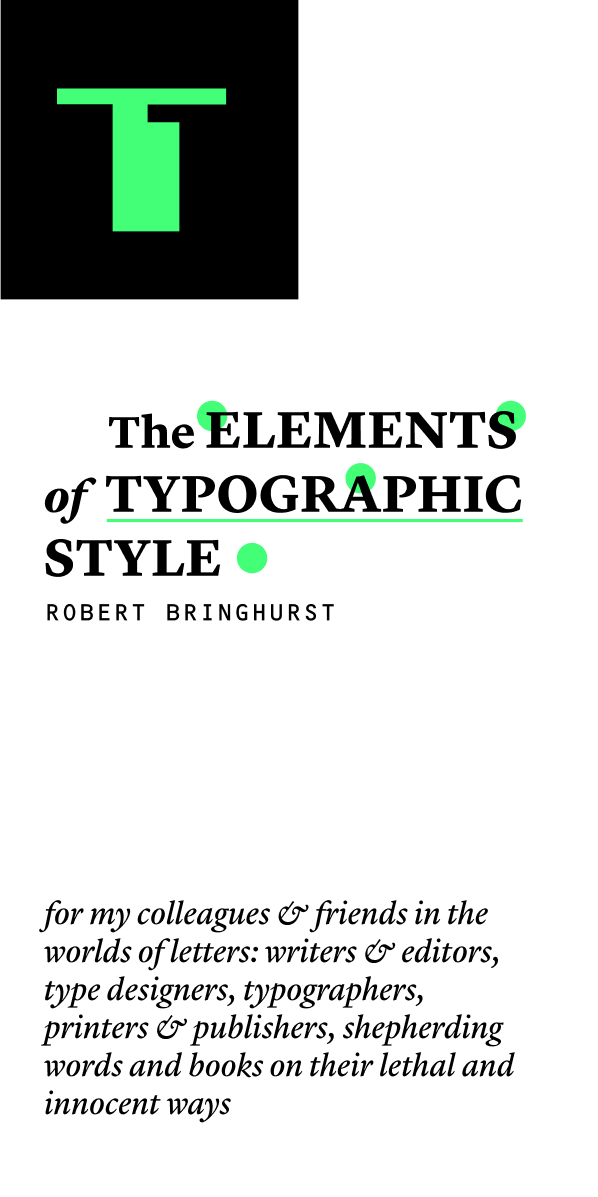 T
The ELEMENTS
of TYPOGRAPHIC
STYLE
ROBERT BRINGHURST
for my colleagues & friends in the
worlds of letters: writers & editors,
type designers, typographers,
printers & publishers, shepherding
words and books on their lethal and
innocent ways